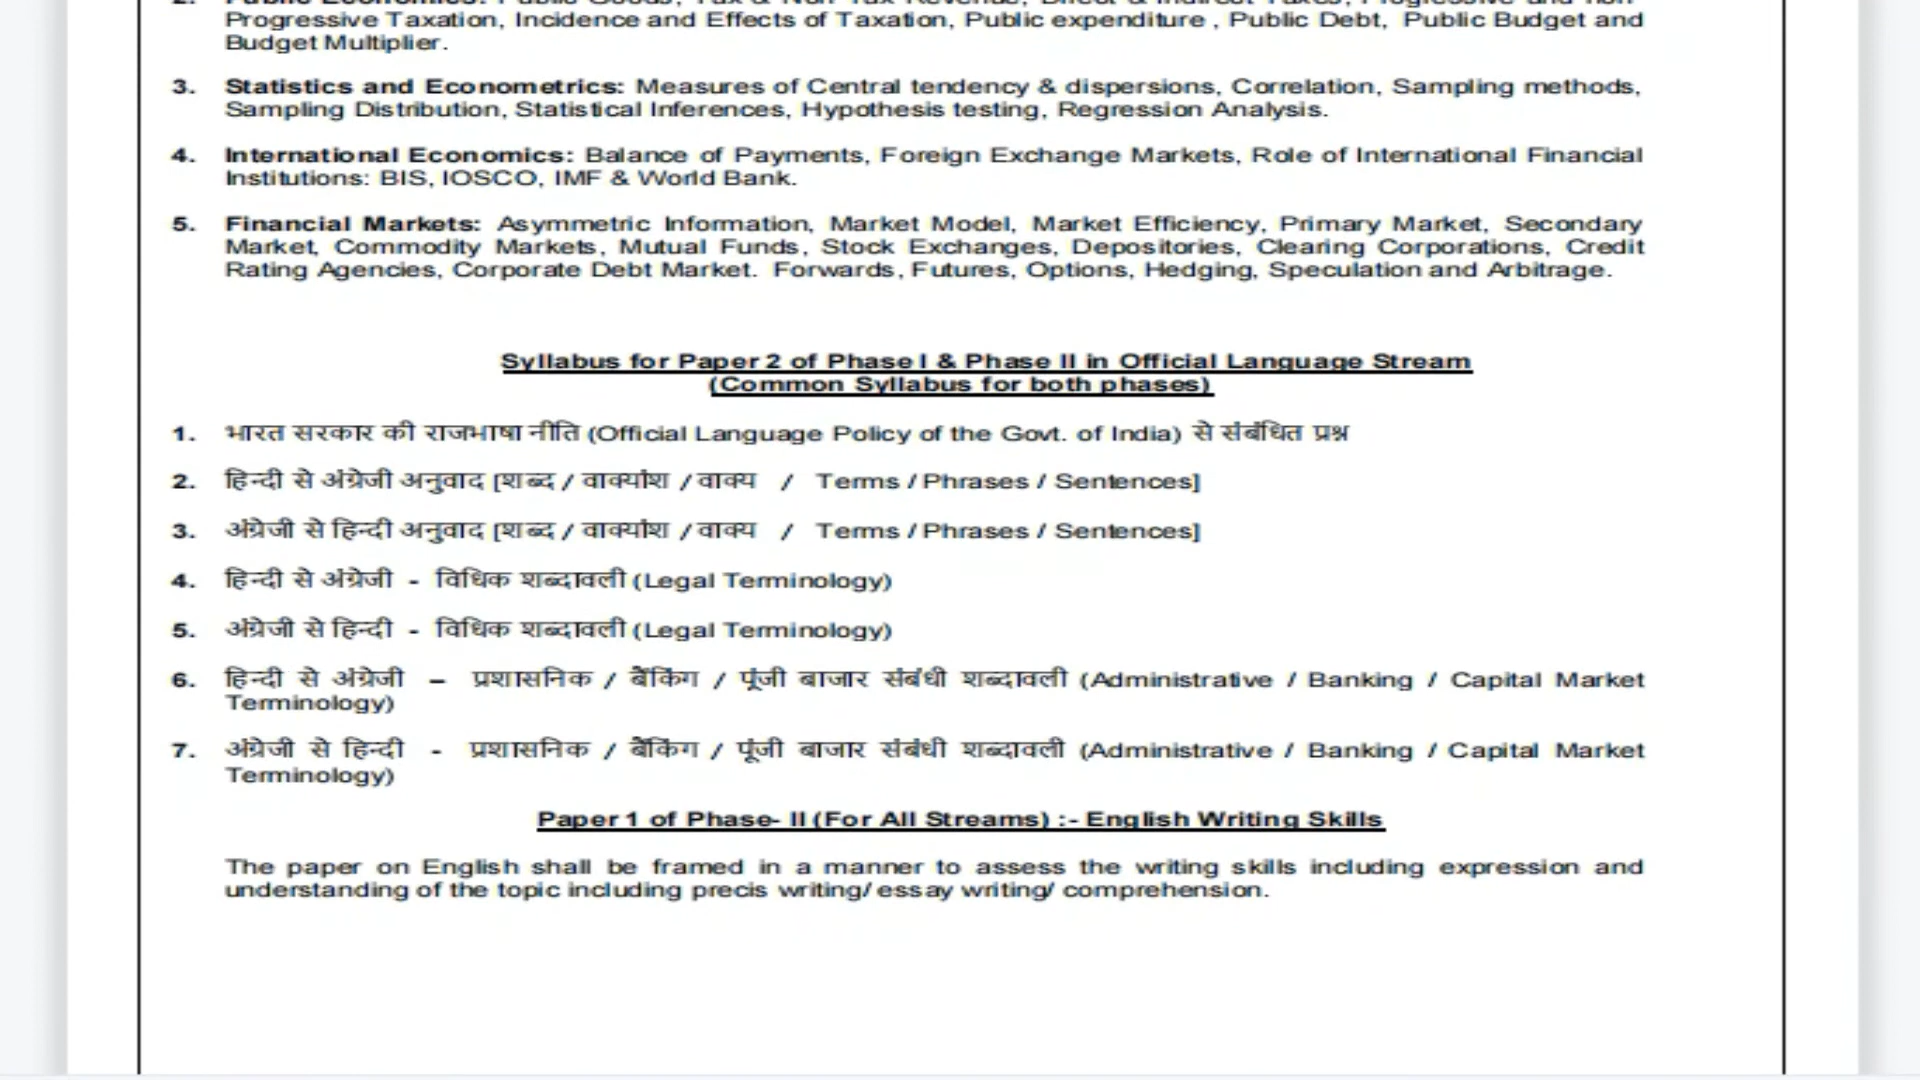 Progressive Taxation, Incidence and Effects of Taxation, Public expenditure , Public Debt, Public Budget and
Budget Multiplier.
3. Statistics and Econometrics: Measures of Central tendency & dispersions, Correlation, Sampling methods,
Sampling Distribution, Statistical Inferences, Hypothesis testing, Regression Analysis.
4. International Economics: Balance of Payments, Foreign Exchange Markets, Role of International Financial
Institutions: BIS, IOSCO, IMF & World Bank.
5. Financial Markets: Asymmetric Information, Market Model, Market Efficiency, Primary Market, Secondary
Market, Commodity Markets, Mutual Funds, Stock Exchanges, Depositories, Clearing Corporations, Credit
Rating Agencies, Corporate Debt Market. Forwards, Futures, Options, Hedging, Speculation and Arbitrage.
Syllabus for Paper 2 of Phase I & Phase II in Official Language Stream
(Common Syllabus for both phases)
1. भारत सरकार की राजभाषा नीति (Official Language Policy of the Govt. of India) से संबंधित प्रश्न
2. हिन्दी से अंग्रेजी अनुवाद [शब्द / वाक्यांश / वाक्य / Terms / Phrases / Sentences]
3. अंग्रेजी से हिन्दी अनुवाद [शब्द / वाक्यांश / वाक्य / Terms / Phrases / Sentences]
4. हिन्दी से अंग्रेजी - विधिक शब्दावली (Legal Terminology)
5. अंग्रेजी से हिन्दी - विधिक शब्दावली (Legal Terminology)
6. हिन्दी से अंग्रेजी – प्रशासनिक / बैंकिंग / पूंजी बाजार संबंधी शब्दावली (Administrative / Banking / Capital Market
Terminology)
7. अंग्रेजी से हिन्दी - प्रशासनिक / बैंकिंग / पूंजी बाजार संबंधी शब्दावली (Administrative / Banking / Capital Market
Terminology)
Paper 1 of Phase- II (For All Streams) :- English Writing Skills
The paper on English shall be framed in a manner to assess the writing skills including expression and
understanding of the topic including precis writing/ essay writing/ comprehension.